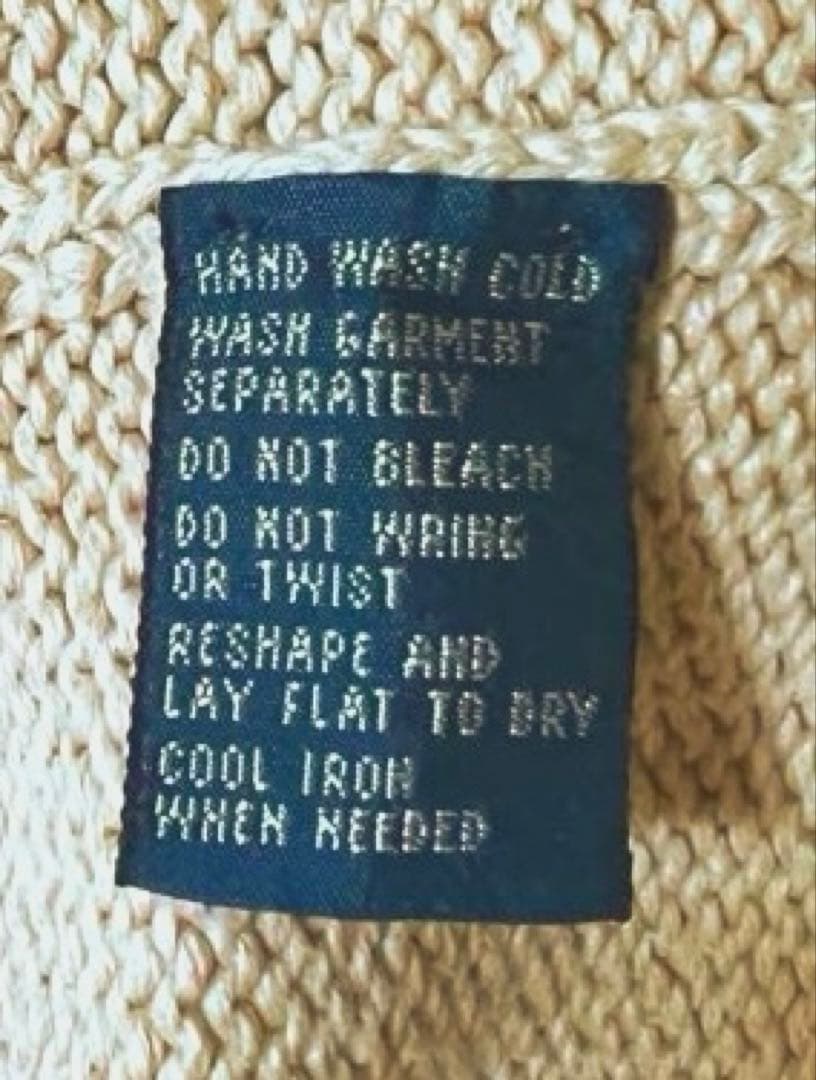 HAND WASH COLD
WASH GARMENT
SEPARATELY
DO NOT BLEACH
DO NOT WRING
OR TWIST
RESHAPE AND
LAY FLAT TO DRY
COOL IRON
WHEN NEEDED